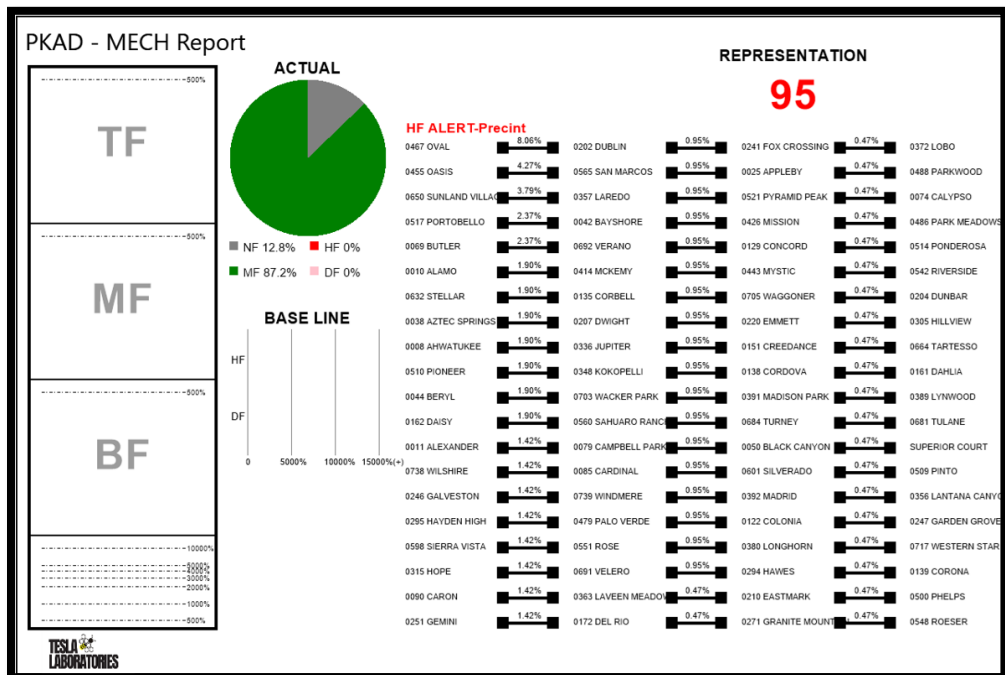 PKAD - MECH Report
500%
TF
500%
MF
500%
BF
10000%
5000%
4000%
3000%
2000%
1000%
500%
TESLA
LABORATORIES
ACTUAL
NF 12.8% HF 0%
MF 87.2% DF 0%
BASE LINE
HF
DF
0 5000% 10000% 15000%(+)
REPRESENTATION
95
HF ALERT-Precint
0467 OVAL 8.06% 0202 DUBLIN 0.95% 0241 FOX CROSSING 0.47% 0372 LOBO
0455 OASIS 4.27% 0565 SAN MARCOS 0.95% 0025 APPLEBY 0.47% 0488 PARKWOOD
0650 SUNLAND VILLAG 3.79% 0357 LAREDO 0.95% 0521 PYRAMID PEAK 0.47% 0074 CALYPSO
0517 PORTOBELLO 2.37% 0042 BAYSHORE 0.95% 0426 MISSION 0.47% 0486 PARK MEADOWS
0069 BUTLER 2.37% 0692 VERANO 0.95% 0129 CONCORD 0.47% 0514 PONDEROSA
0010 ALAMO 1.90% 0414 MCKEMY 0.95% 0443 MYSTIC 0.47% 0542 RIVERSIDE
0632 STELLAR 1.90% 0135 CORBELL 0.95% 0705 WAGGONER 0.47% 0204 DUNBAR
0038 AZTEC SPRINGS 1.90% 0207 DWIGHT 0.95% 0220 EMMETT 0.47% 0305 HILLVIEW
0008 AHWATUKEE 1.90% 0336 JUPITER 0.95% 0151 CREEDANCE 0.47% 0664 TARTESSO
0510 PIONEER 1.90% 0348 KOKOPELLI 0.95% 0138 CORDOVA 0.47% 0161 DAHLIA
0044 BERYL 1.90% 0703 WACKER PARK 0.95% 0391 MADISON PARK 0.47% 0389 LYNWOOD
0162 DAISY 1.90% 0560 SAHUARO RANC 0.95% 0684 TURNEY 0.47% 0681 TULANE
0011 ALEXANDER 1.42% 0079 CAMPBELL PARK 0.95% 0050 BLACK CANYON 0.47% SUPERIOR COURT
0738 WILSHIRE 1.42% 0085 CARDINAL 0.95% 0601 SILVERADO 0.47% 0509 PINTO
0246 GALVESTON 1.42% 0739 WINDMERE 0.95% 0392 MADRID 0.47% 0356 LANTANA CANYO
0295 HAYDEN HIGH 1.42% 0479 PALO VERDE 0.95% 0122 COLONIA 0.47% 0247 GARDEN GROVE
0598 SIERRA VISTA 1.42% 0551 ROSE 0.95% 0380 LONGHORN 0.47% 0717 WESTERN STAR
0315 HOPE 1.42% 0691 VELERO 0.95% 0294 HAWES 0.47% 0139 CORONA
0090 CARON 1.42% 0363 LAVEEN MEADOW 0.47% 0210 EASTMARK 0.47% 0500 PHELPS
0251 GEMINI 1.42% 0172 DEL RIO 0.47% 0271 GRANITE MOUNT 0.47% 0548 ROESER